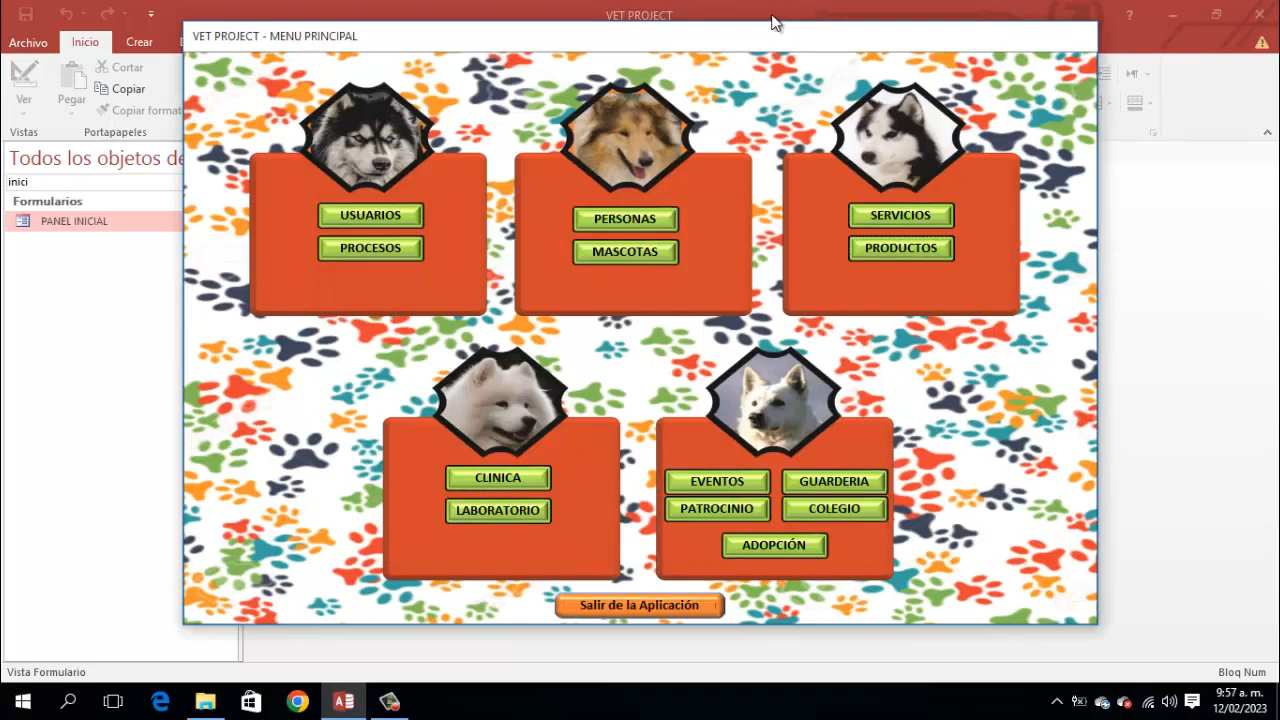 VET PROJECT
?
Archivo
Inicio
Crear
VET PROJECT - MENU PRINCIPAL
Ver
Pegar
Cortar
Copiar
Copiar format
Vistas
Portapapeles
Todos los objetos de
inici
Formularios
PANEL INICIAL
USUARIOS
PROCESOS
PERSONAS
MASCOTAS
SERVICIOS
PRODUCTOS
CLINICA
LABORATORIO
EVENTOS
GUARDERIA
PATROCINIO
COLEGIO
ADOPCIÓN
Salir de la Aplicación
Vista Formulario
Bloq Num
9:57 a. m.
12/02/2023